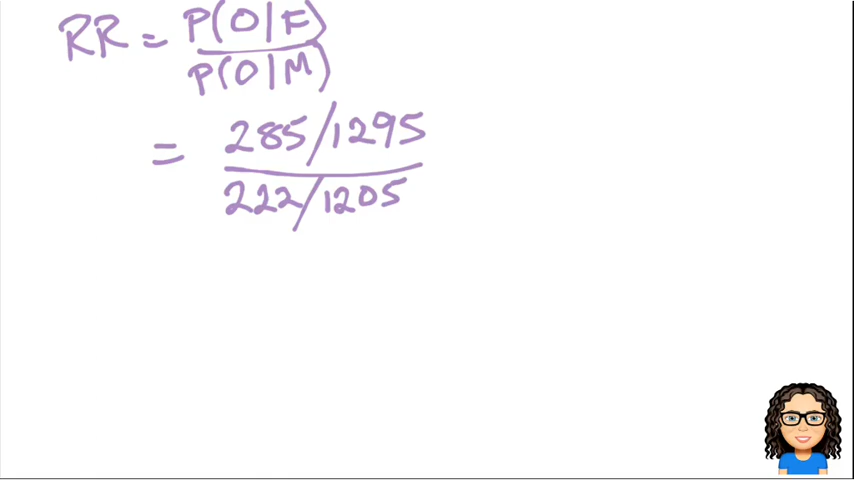 RR = P(O|F)
P(O|M)
= 285/1295
222/1205